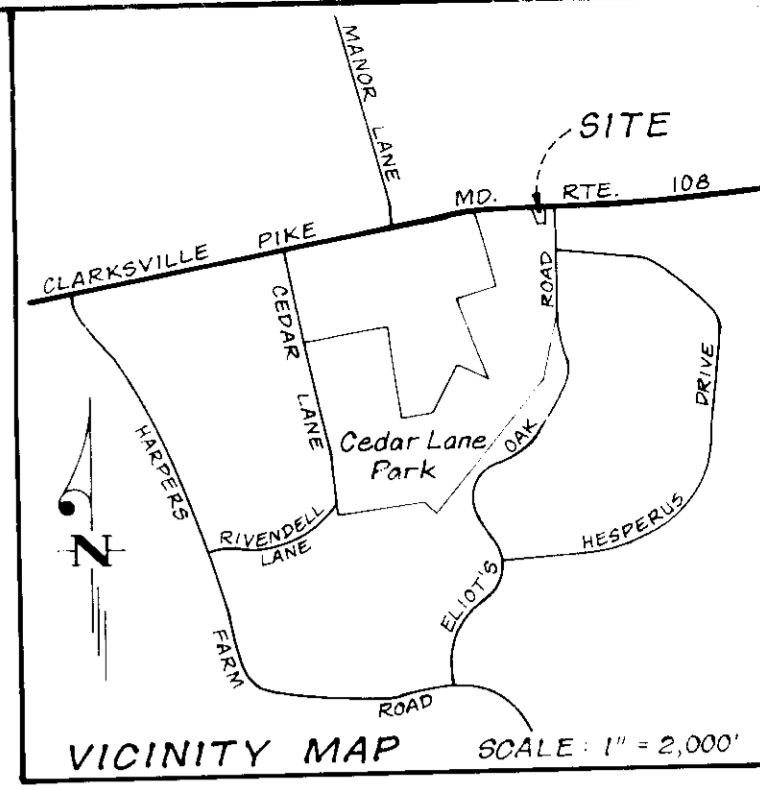 MANOR LANE
SITE
CLARKSVILLE PIKE MD. RTE. 108
CEDAR LANE
ROAD
DRIVE
HARPERS
Cedar Lane
Park
OAK
RIVENDELL
LANE
HESPERUS
N
ELIOT'S
FARM
ROAD
VICINITY MAP SCALE: 1" = 2,000'